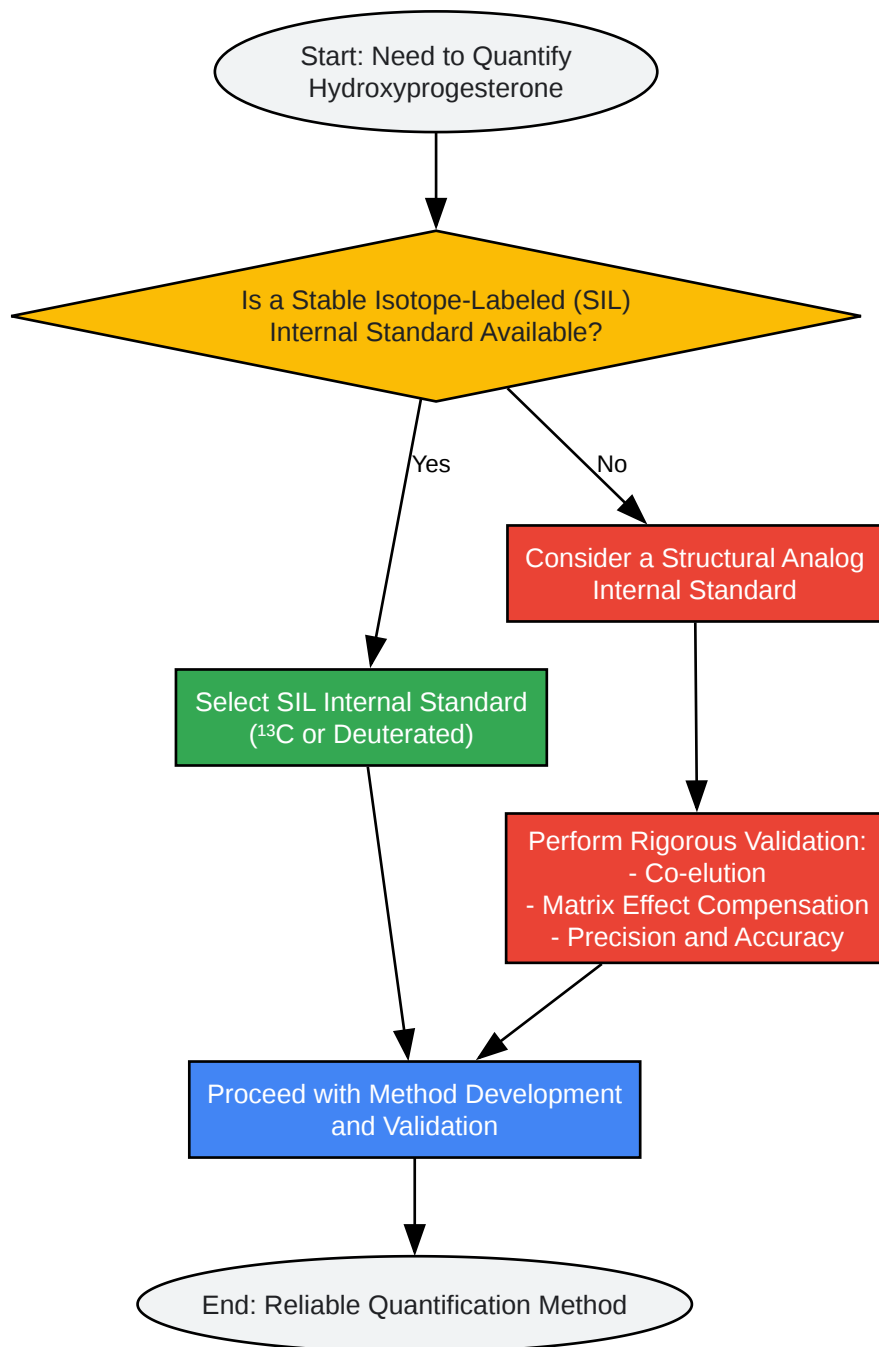 Start: Need to Quantify
Hydroxyprogesterone
Is a Stable Isotope-Labeled (SIL)
Internal Standard Available?
Yes
No
Consider a Structural Analog
Internal Standard
Select SIL Internal Standard
(¹³C or Deuterated)
Perform Rigorous Validation:
- Co-elution
- Matrix Effect Compensation
- Precision and Accuracy
Proceed with Method Development
and Validation
End: Reliable Quantification Method